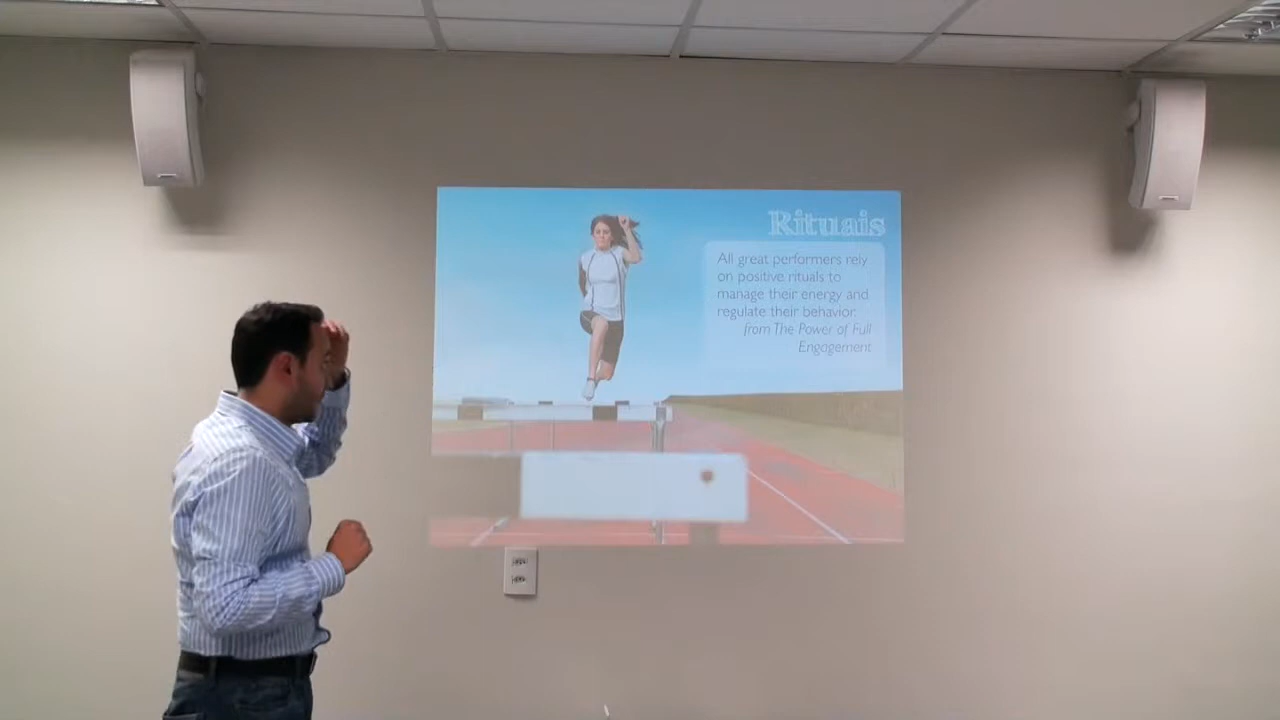 Rituais
All great performers rely
on positive rituals to
manage their energy and
regulate their behavior.
from The Power of Full
Engagement